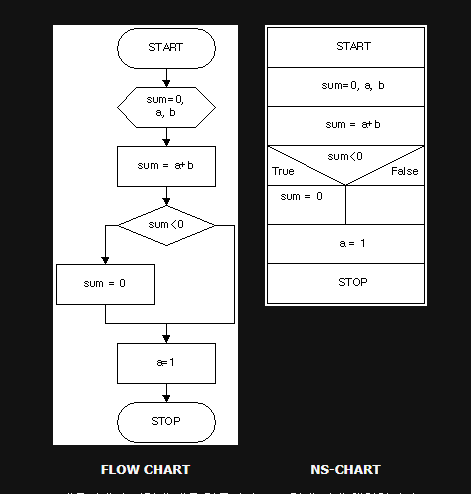 START
sum=0,
a, b
sum = a+b
sum<0
sum = 0
a=1
STOP
FLOW CHART
START
sum=0, a, b
sum = a+b
sum<0
True False
sum = 0
a = 1
STOP
NS-CHART